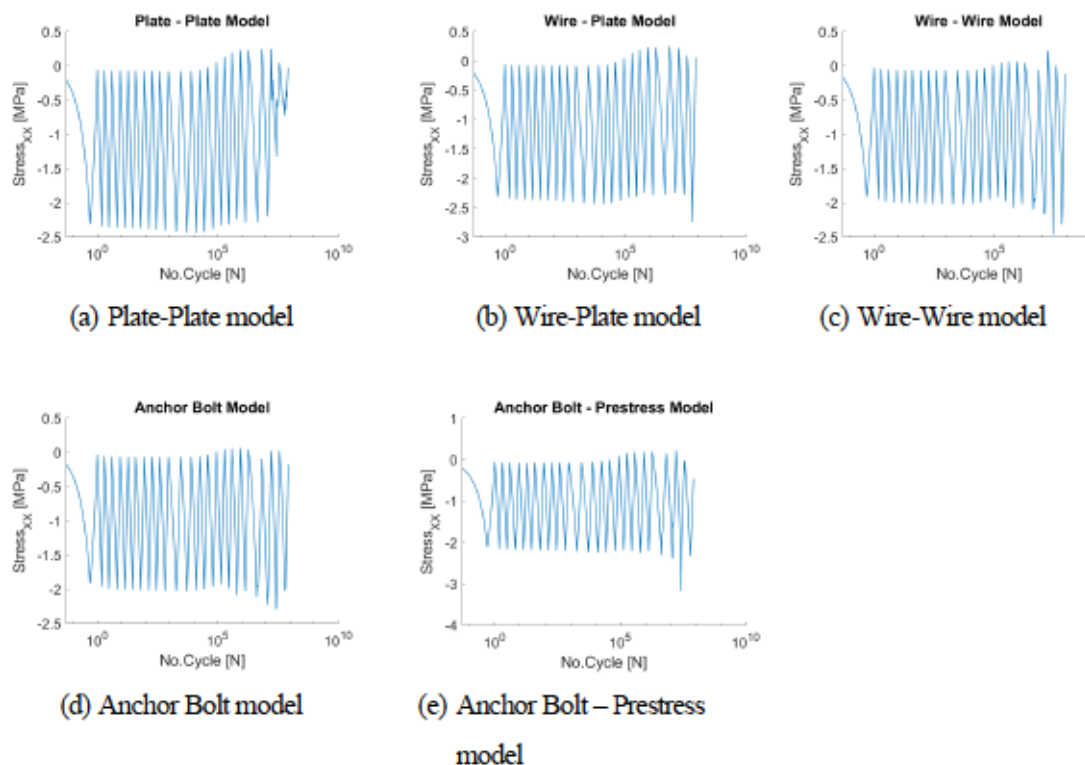 Plate - Plate Model
0.5
0
-0.5
-1
-1.5
-2
-2.5
Stress_XX [MPa]
10^0
10^5
10^10
No.Cycle [N]
(a) Plate-Plate model
Wire - Plate Model
0.5
0
-0.5
-1
-1.5
-2
-2.5
-3
Stress_XX [MPa]
10^0
10^5
10^10
No.Cycle [N]
(b) Wire-Plate model
Wire - Wire Model
0.5
0
-0.5
-1
-1.5
-2
-2.5
Stress_XX [MPa]
10^0
10^5
10^10
No.Cycle [N]
(c) Wire-Wire model
Anchor Bolt Model
0.5
0
-0.5
-1
-1.5
-2
-2.5
Stress_XX [MPa]
10^0
10^5
10^10
No.Cycle [N]
(d) Anchor Bolt model
Anchor Bolt - Prestress Model
1
0
-1
-2
-3
-4
Stress_XX [MPa]
10^0
10^5
10^10
No.Cycle [N]
(e) Anchor Bolt – Prestress
model